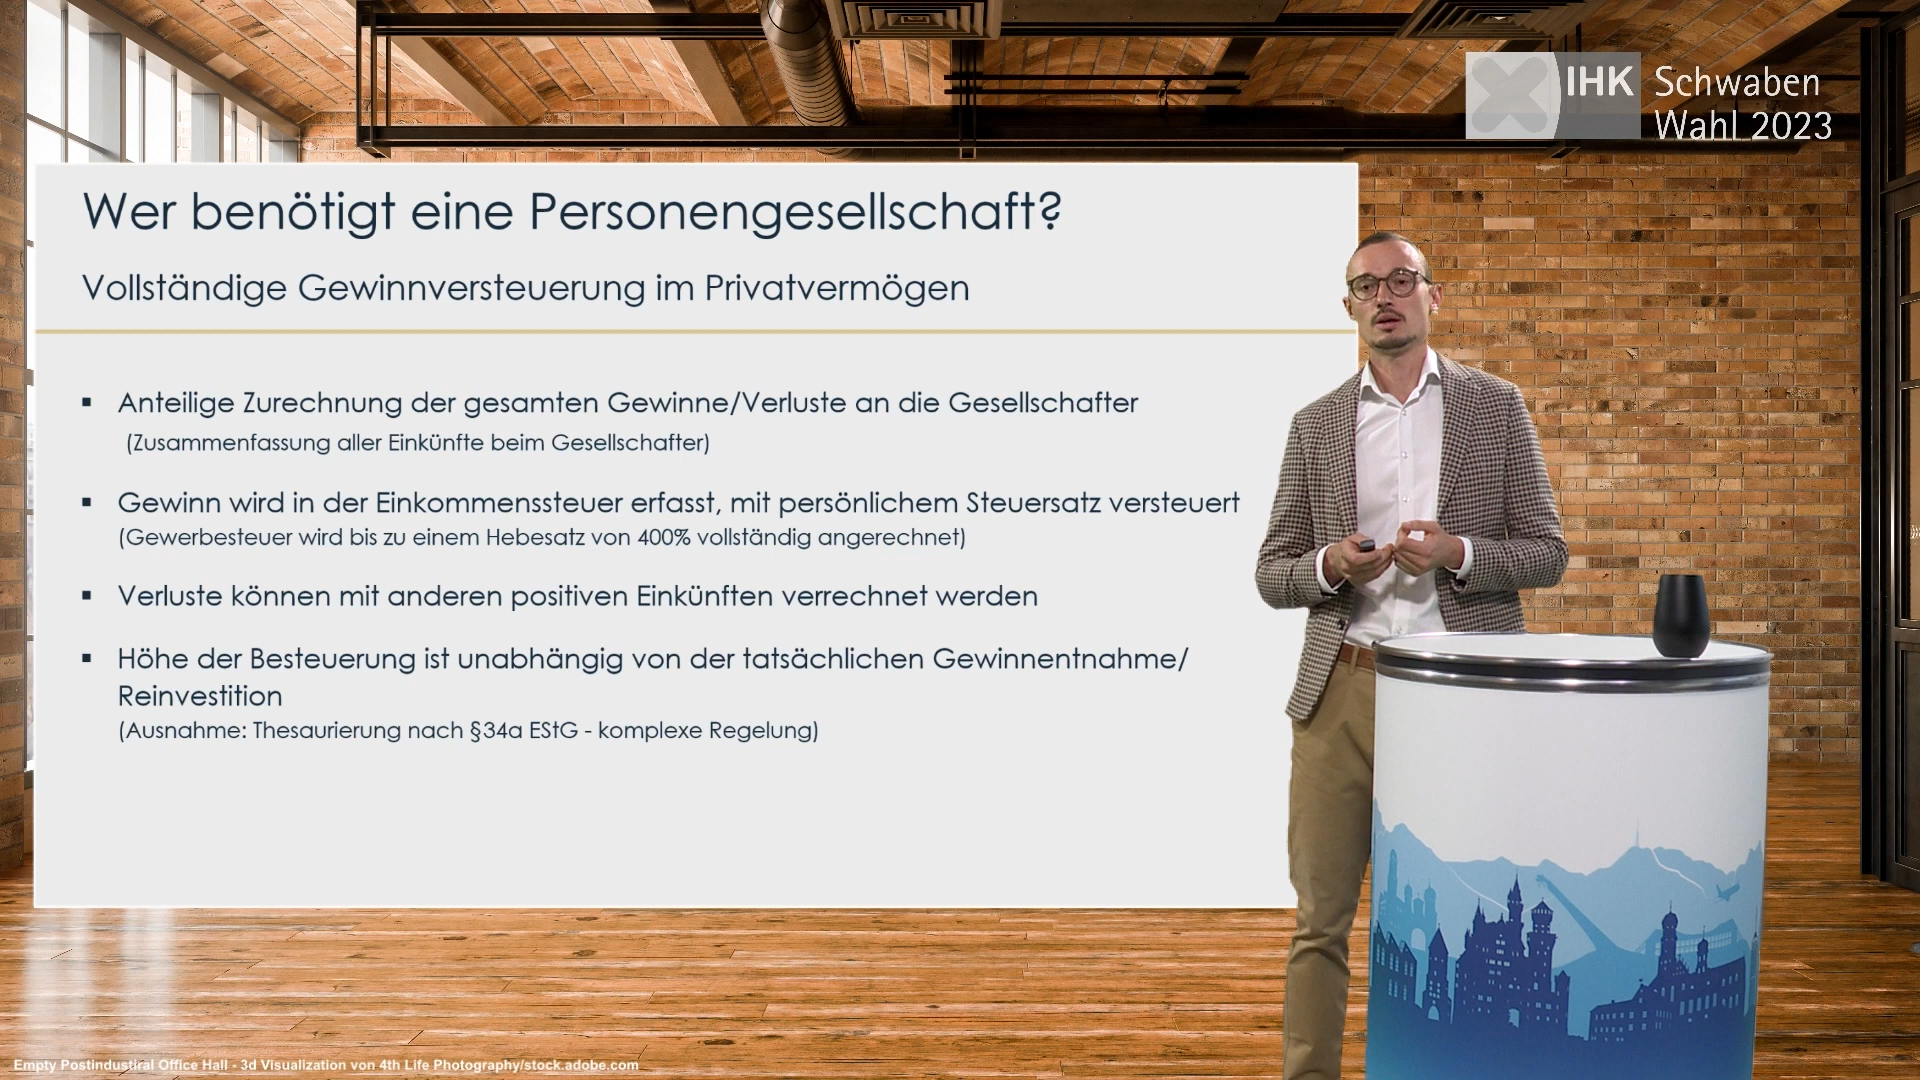 IHK Schwaben
Wahl 2023
Wer benötigt eine Personengesellschaft?
Vollständige Gewinnversteuerung im Privatvermögen
▪ Anteilige Zurechnung der gesamten Gewinne/Verluste an die Gesellschafter
(Zusammenfassung aller Einkünfte beim Gesellschafter)
▪ Gewinn wird in der Einkommenssteuer erfasst, mit persönlichem Steuersatz versteuert
(Gewerbesteuer wird bis zu einem Hebesatz von 400% vollständig angerechnet)
▪ Verluste können mit anderen positiven Einkünften verrechnet werden
▪ Höhe der Besteuerung ist unabhängig von der tatsächlichen Gewinnentnahme/
Reinvestition
(Ausnahme: Thesaurierung nach §34a EStG - komplexe Regelung)
Empty Postindustiral Office Hall - 3d Visualization von 4th Life Photography/stock.adobe.com